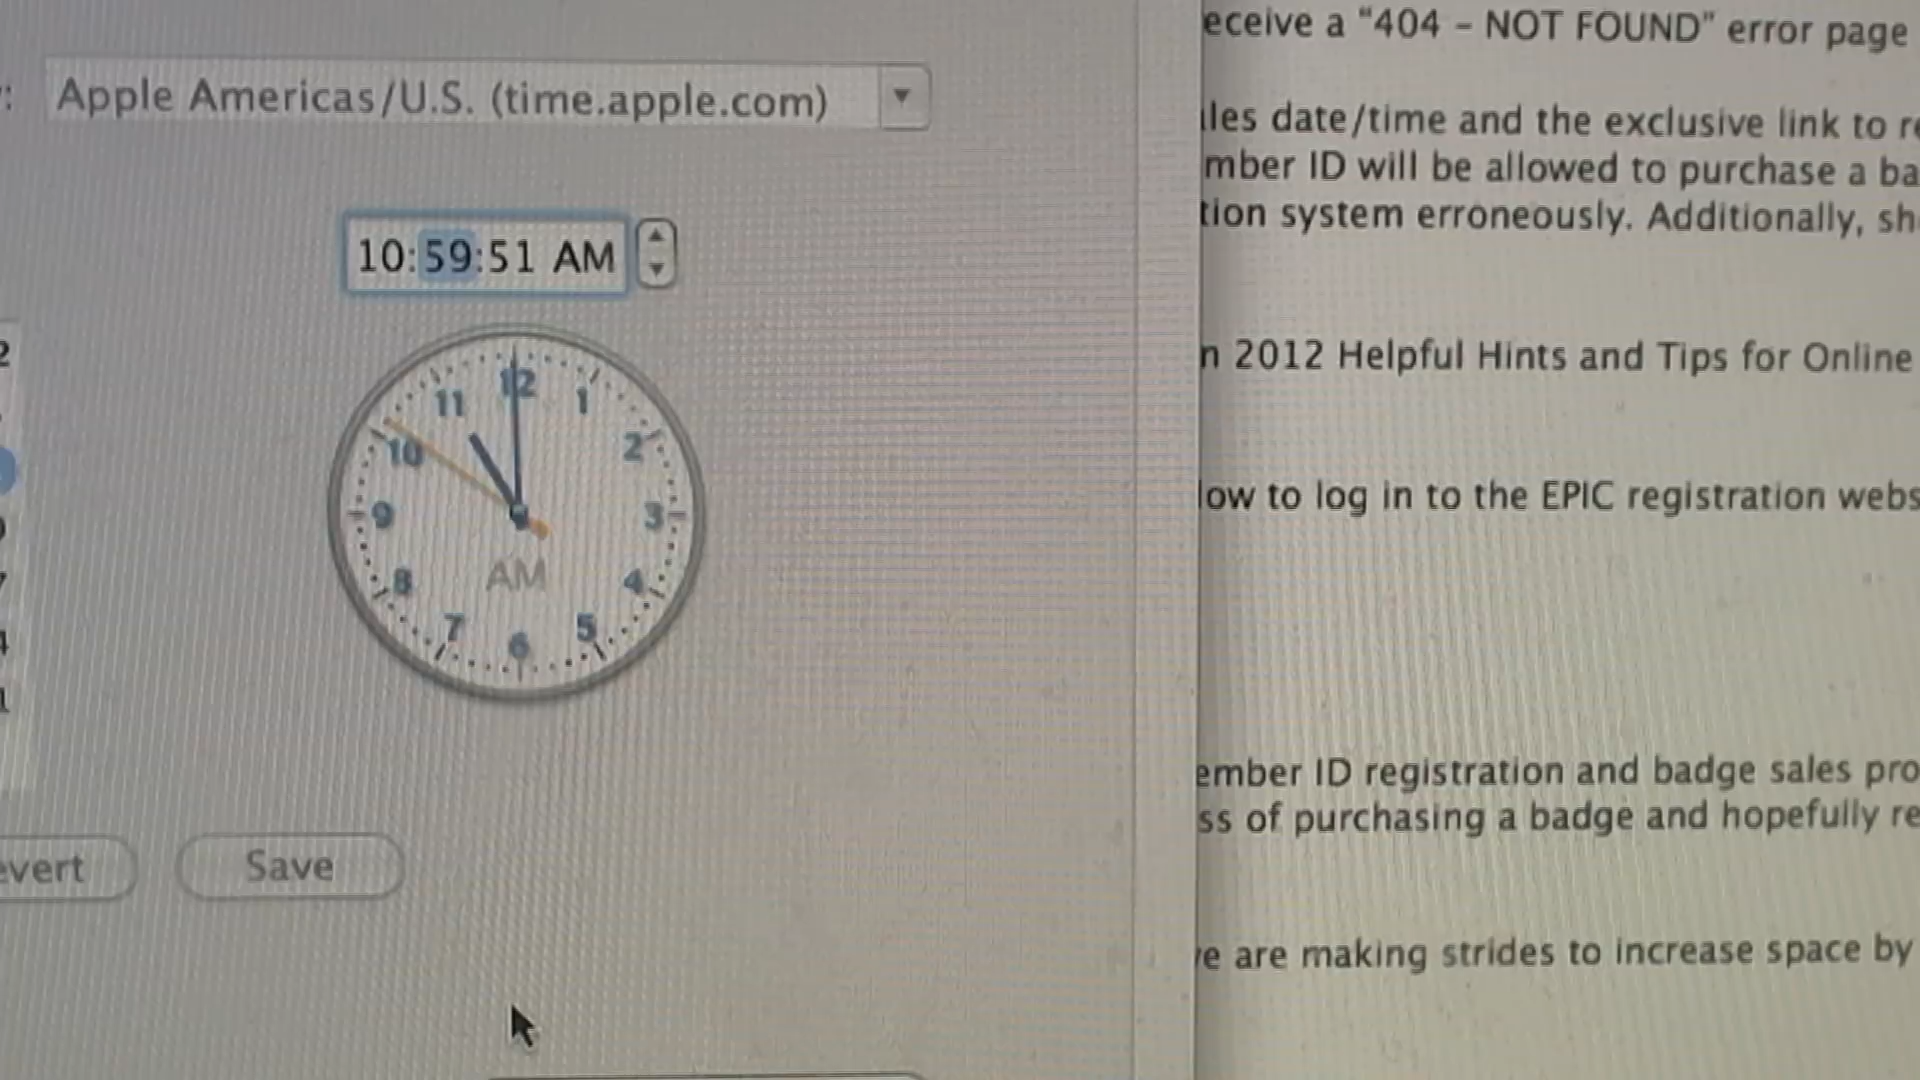 : Apple Americas/U.S. (time.apple.com)
10:59:51 AM
12
11 1
10 2
9 3
AM
8 4
7 5
6
evert Save
eceive a "404 – NOT FOUND" error page
les date/time and the exclusive link to re
mber ID will be allowed to purchase a ba
tion system erroneously. Additionally, sh
n 2012 Helpful Hints and Tips for Online
ow to log in to the EPIC registration webs
ember ID registration and badge sales pro
ss of purchasing a badge and hopefully re
e are making strides to increase space by